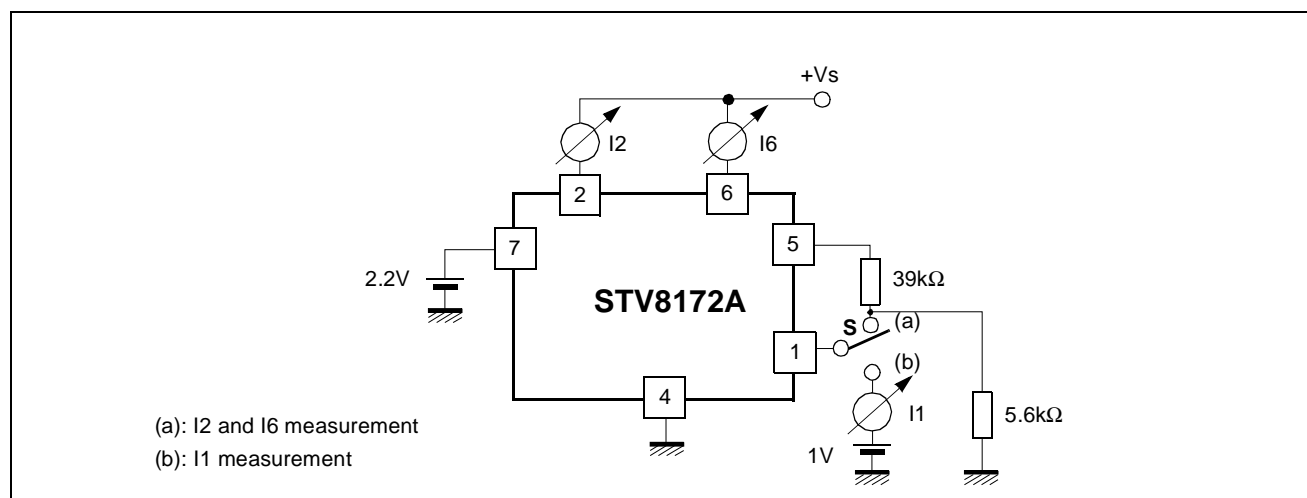 +Vs
I2
I6
2
6
7
5
2.2V
39kΩ
STV8172A
S
(a)
1
(b)
4
I1
5.6kΩ
(a): I2 and I6 measurement
1V
(b): I1 measurement